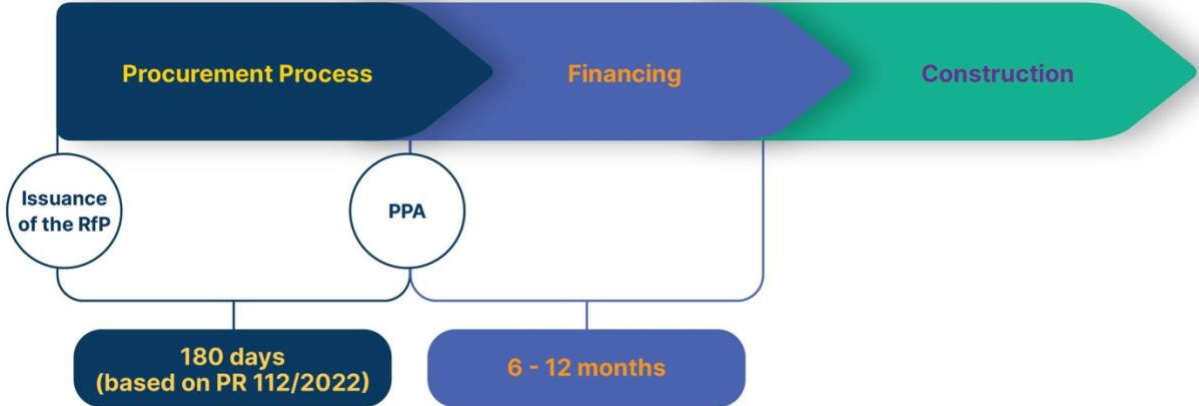 Procurement Process
Financing
Construction
Issuance
of the RfP
PPA
180 days
(based on PR 112/2022)
6 - 12 months